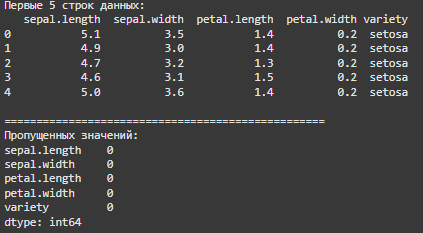 Первые 5 строк данных:
sepal.length sepal.width petal.length petal.width variety
0 5.1 3.5 1.4 0.2 setosa
1 4.9 3.0 1.4 0.2 setosa
2 4.7 3.2 1.3 0.2 setosa
3 4.6 3.1 1.5 0.2 setosa
4 5.0 3.6 1.4 0.2 setosa
==================================================
Пропущенных значений:
sepal.length 0
sepal.width 0
petal.length 0
petal.width 0
variety 0
dtype: int64